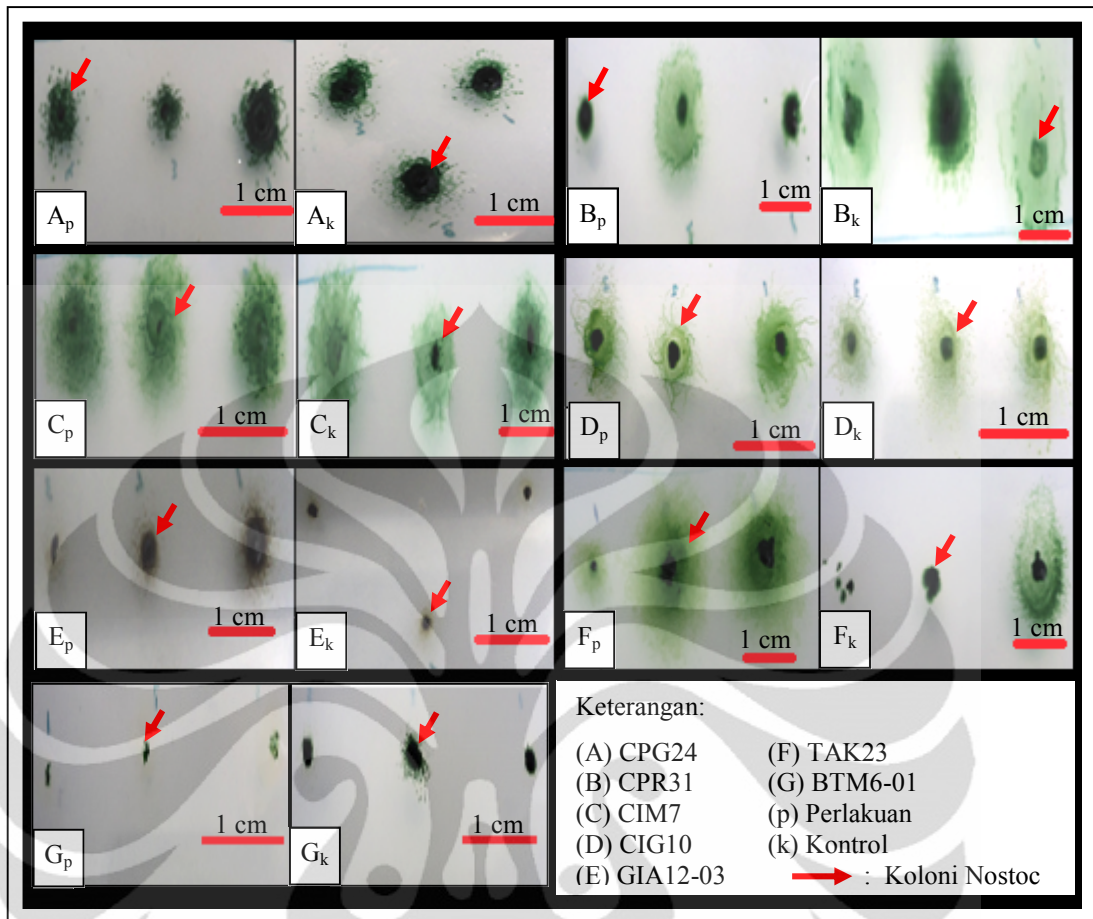 1 cm
1 cm
1 cm
1 cm
Ap
Ak
Bp
Bk
1 cm
1 cm
1 cm
1 cm
Cp
Ck
Dp
Dk
1 cm
1 cm
1 cm
1 cm
Ep
Ek
Fp
Fk
1 cm
1 cm
Gp
Gk
Keterangan:
(A) CPG24
(B) CPR31
(C) CIM7
(D) CIG10
(E) GIA12-03
(F) TAK23
(G) BTM6-01
(p) Perlakuan
(k) Kontrol
: Koloni Nostoc